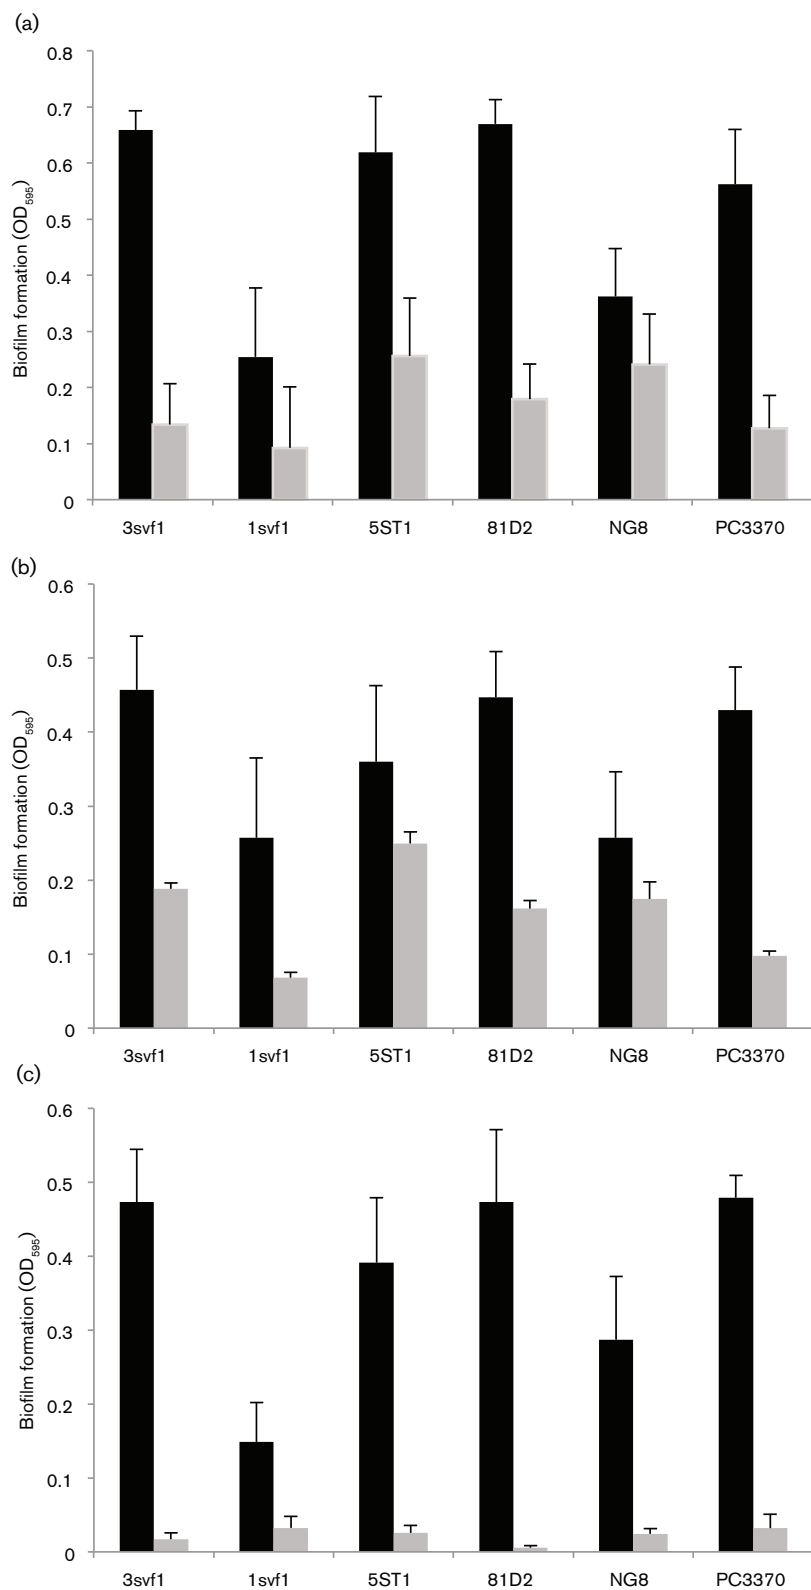 (a)
Biofilm formation (OD₅₉₅)
0.8
0.7
0.6
0.5
0.4
0.3
0.2
0.1
0
3svf1 1svf1 5ST1 81D2 NG8 PC3370
(b)
Biofilm formation (OD₅₉₅)
0.6
0.5
0.4
0.3
0.2
0.1
0
3svf1 1svf1 5ST1 81D2 NG8 PC3370
(c)
Biofilm formation (OD₅₉₅)
0.6
0.5
0.4
0.3
0.2
0.1
0
3svf1 1svf1 5ST1 81D2 NG8 PC3370